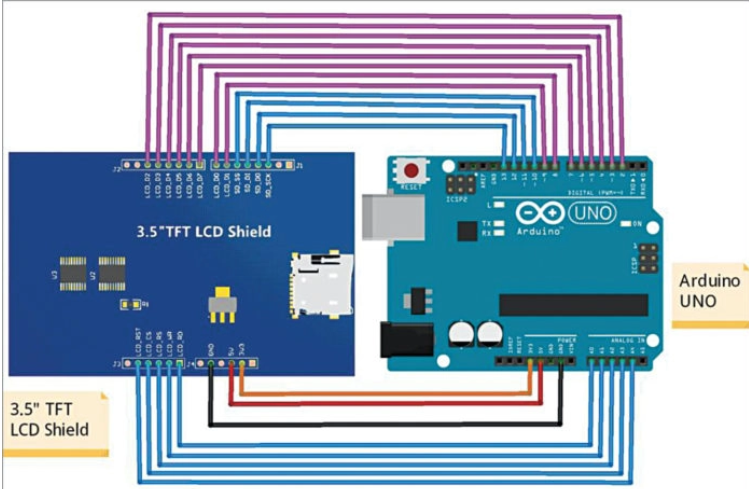 J2
LCD_D2
LCD_D3
LCD_D4
LCD_D5
LCD_D6
LCD_D7
LCD_D0
LCD_D1
SD_SS
SD_DI
SD_DO
SD_SCK
J1
3.5"TFT LCD Shield
U3
U2
LCD_RST
LCD_CS
LCD_RS
LCD_WR
LCD_RD
J3
J4
GND
5V
3V3
3.5" TFT
LCD Shield
RESET
ICSP2
AREF
GND
13
12
~11
~10
~9
8
7
~6
~5
4
~3
2
TXD▶1
RXD◀0
DIGITAL (PWM=~)
L
TX
RX
UNO
Arduino™
ON
ICSP
1
IOREF
RESET
3V3
5V
GND
GND
VIN
POWER
A0
A1
A2
A3
A4
A5
ANALOG IN
Arduino
UNO